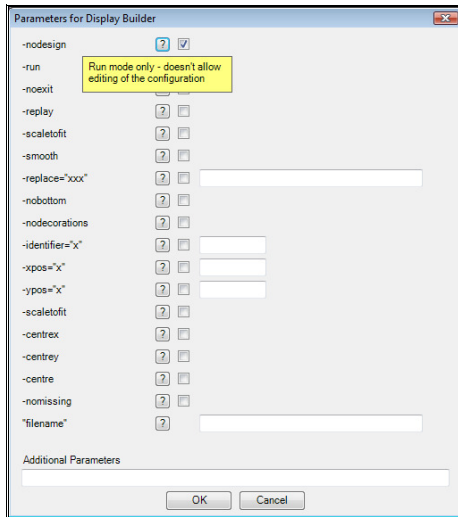 Parameters for Display Builder
-nodesign ?
-run
Run mode only - doesn't allow
editing of the configuration
-noexit
-replay ?
-scaletofit ?
-smooth ?
-replace="xxx" ?
-nobottom ?
-nodecorations ?
-identifier="x" ?
-xpos="x" ?
-ypos="x" ?
-scaletofit ?
-centrex ?
-centrey ?
-centre ?
-nomissing ?
"filename" ?
Additional Parameters
OK Cancel